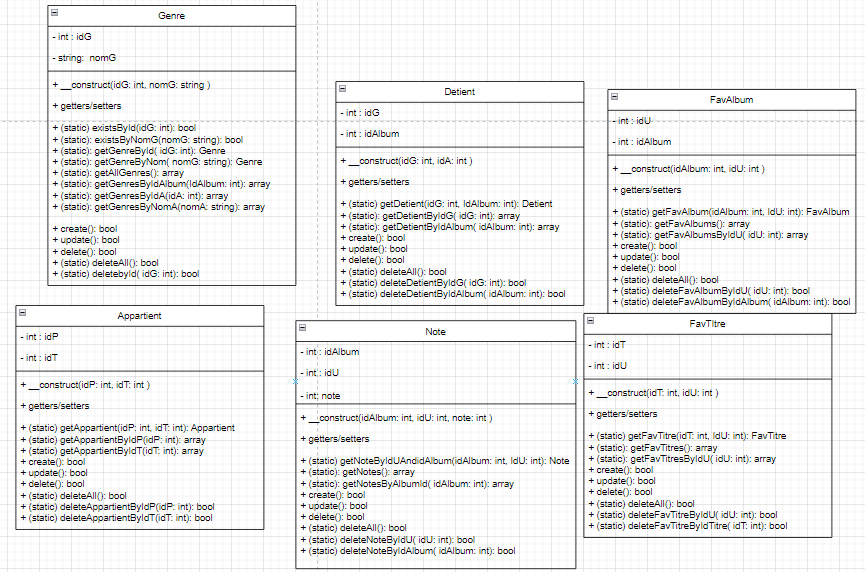 Genre
- int : idG
- string:  nomG
+ __construct(idG: int, nomG: string )
+ getters/setters
+ (static) existsById(idG: int): bool
+ (static): existsByNomG(nomG: string): bool
+ (static): getGenreById( idG: int): Genre
+ (static): getGenreByNom( nomG: string): Genre
+ (static): getAllGenres(): array
+ (static): getGenresByIdAlbum(IdAlbum: int): array
+ (static): getGenresByIdA(idA: int): array
+ (static): getGenresByNomA(nomA: string): array
+ create(): bool
+ update(): bool
+ delete(): bool
+ (static) deleteAll(): bool
+ (static) deletebyId( idG: int): bool
Detient
- int : idG
- int : idAlbum
+ __construct(idG: int, idA: int )
+ getters/setters
+ (static) getDetient(idG: int, IdAlbum: int): Detient
+ (static): getDetientByIdG( idG: int): array
+ (static): getDetientByIdAlbum( idAlbum: int): array
+ create(): bool
+ update(): bool
+ delete(): bool
+ (static) deleteAll(): bool
+ (static) deleteDetientByIdG( idG: int): bool
+ (static) deleteDetientByIdAlbum( idAlbum: int): bool
FavAlbum
- int : idU
- int : idAlbum
+ __construct(idAlbum: int, idU: int )
+ getters/setters
+ (static) getFavAlbum(idAlbum: int, IdU: int): FavAlbum
+ (static): getFavAlbums(): array
+ (static): getFavAlbumsByIdU( idU: int): array
+ create(): bool
+ update(): bool
+ delete(): bool
+ (static) deleteAll(): bool
+ (static) deleteFavAlbumByIdU( idU: int): bool
+ (static) deleteFavAlbumByIdAlbum( idAlbum: int): bool
Appartient
- int : idP
- int : idT
+ __construct(idP: int, idT: int )
+ getters/setters
+ (static) getAppartient(idP: int, idT: int): Appartient
+ (static) getAppartientByIdP(idP: int): array
+ (static) getAppartientByIdT(idT: int): array
+ create(): bool
+ update(): bool
+ delete(): bool
+ (static) deleteAll(): bool
+ (static) deleteAppartientByIdP(idP: int): bool
+ (static) deleteAppartientByIdT(idT: int): bool
Note
- int : idAlbum
- int : idU
- int: note
+ __construct(idAlbum: int, idU: int, note: int )
+ getters/setters
+ (static) getNoteByIdUAndidAlbum(idAlbum: int, IdU: int): Note
+ (static): getNotes(): array
+ (static): getNotesByAlbumId( idAlbum: int): array
+ create(): bool
+ update(): bool
+ delete(): bool
+ (static) deleteAll(): bool
+ (static) deleteNoteByIdU( idU: int): bool
+ (static) deleteNoteByIdAlbum( idAlbum: int): bool
FavTItre
- int : idT
- int : idU
+ __construct(idT: int, idU: int )
+ getters/setters
+ (static) getFavTitre(idT: int, IdU: int): FavTitre
+ (static): getFavTitres(): array
+ (static): getFavTitresByIdU( idU: int): array
+ create(): bool
+ update(): bool
+ delete(): bool
+ (static) deleteAll(): bool
+ (static) deleteFavTitreByIdU( idU: int): bool
+ (static) deleteFavTitreByIdTitre( idT: int): bool